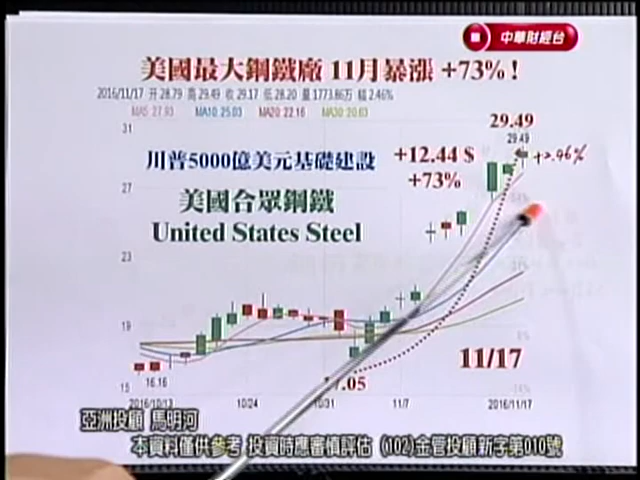 中華財經台
美國最大鋼鐵廠 11月暴漲 +73%!
2016/11/17 開 28.79 高 29.49 收 29.17 低 28.20 量 1773.86万 幅 2.46%
MA5 27.93 MA10 25.03 MA20 22.16 MA30 20.63
29.49
29.49
31
川普5000億美元基礎建設
+12.44 $
+2.46%
+73%
27
美國合眾鋼鐵
United States Steel
23
19
11/17
15
16.16
7.05
2016/10/13
10/24
10/31
11/7
2016/11/17
亞洲投顧 馬明河
本資料僅供參考 投資時應審慎評估 (102)金管投顧新字第010號